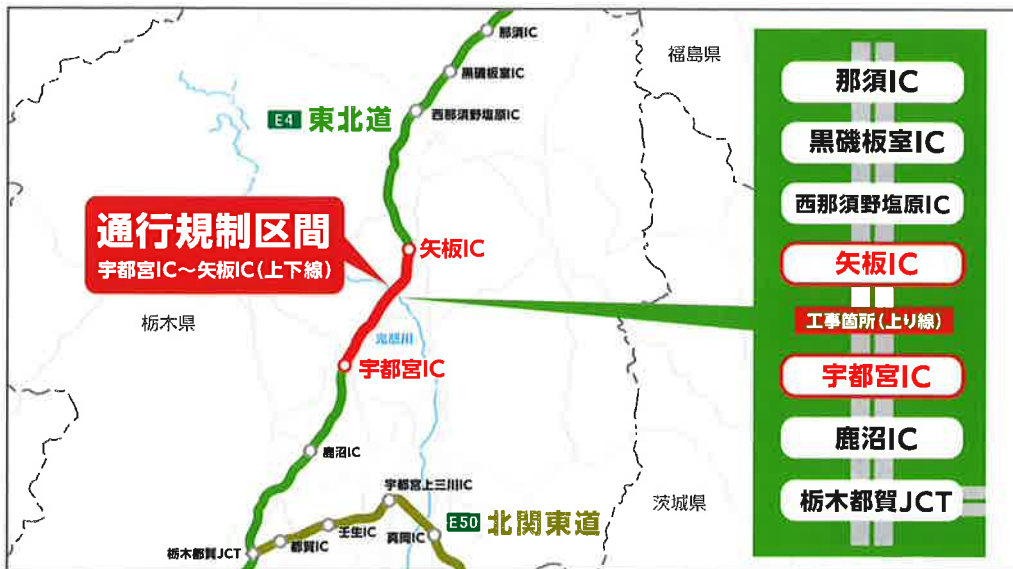 那須IC
黒磯板室IC
西那須野塩原IC
E4 東北道
福島県
通行規制区間
宇都宮IC～矢板IC(上下線)
矢板IC
栃木県
鬼怒川
宇都宮IC
鹿沼IC
宇都宮上三川IC
E50 北関東道
茨城県
壬生IC
都賀IC
真岡IC
栃木都賀JCT
那須IC
黒磯板室IC
西那須野塩原IC
矢板IC
工事箇所(上り線)
宇都宮IC
鹿沼IC
栃木都賀JCT